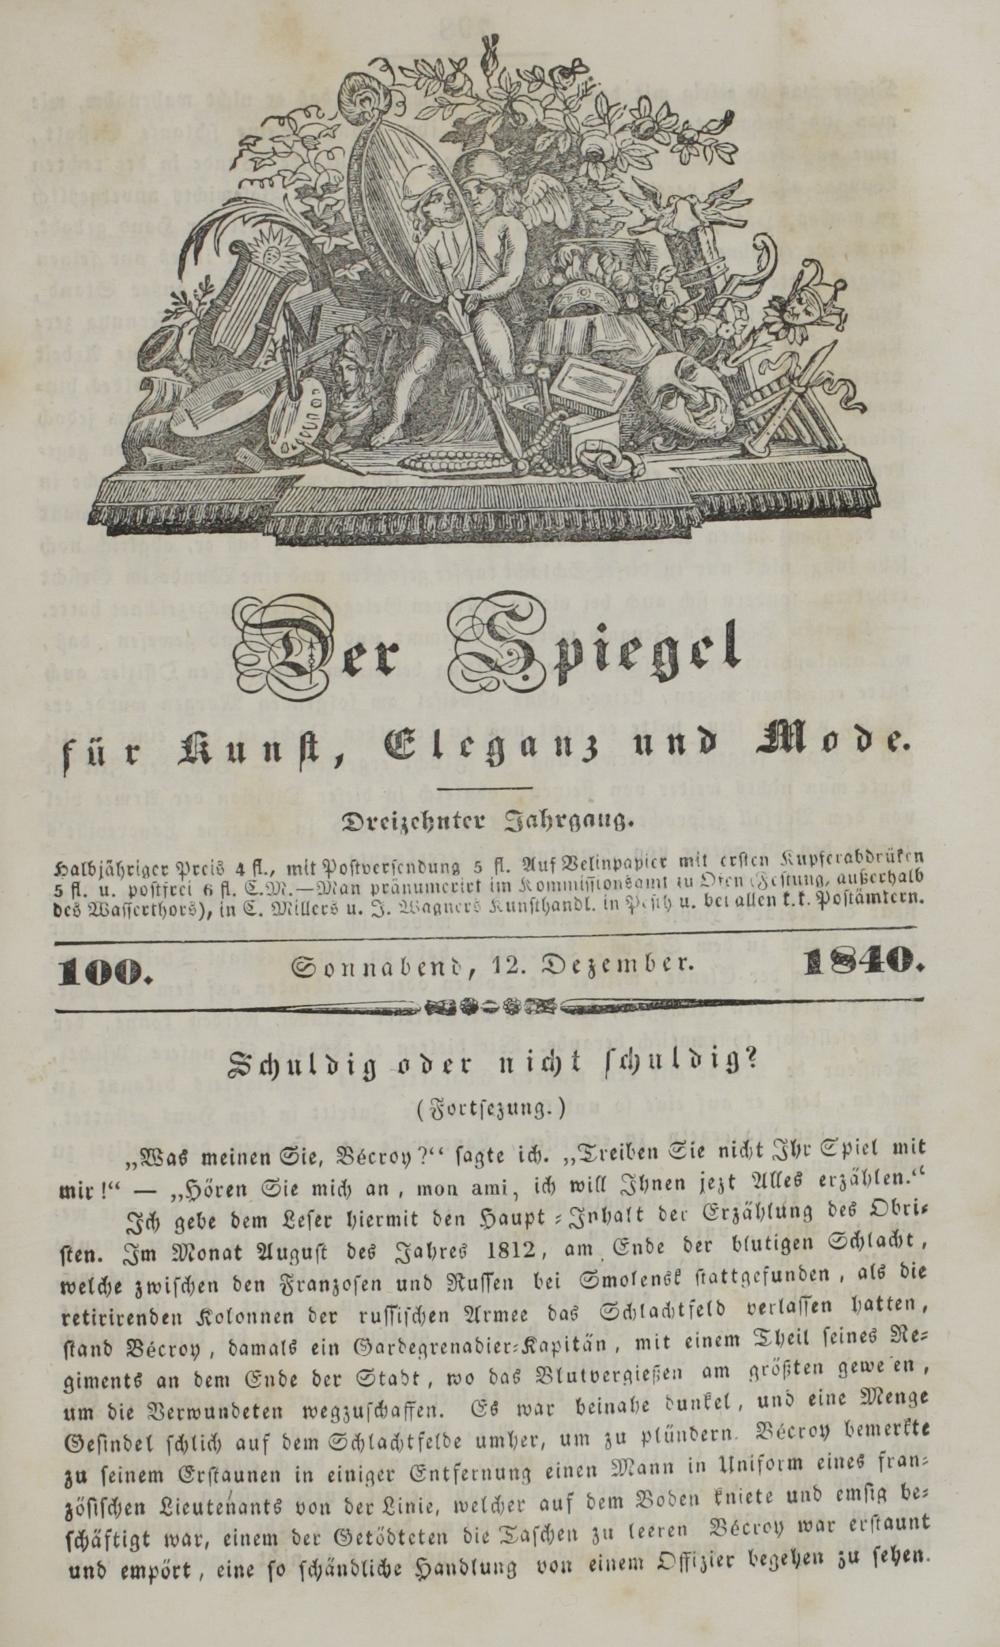 Der Spiegel
für Kunst, Eleganz und Mode.
Dreizehnter Jahrgang.
Halbjähriger Preis 4 fl., mit Postversendung 5 fl. Auf Velinpapier mit ersten Kupferabdrüken
5 fl. u. postfrei 6 fl. C.M.—Man pränumerirt im Kommissionsamt zu Ofen (Festung, außerhalb
des Wasserthors), in C. Millers u. J. Wagners Kunsthandl. in Pesth u. bei allen k.k. Postämtern.
100. Sonnabend, 12. Dezember. 1840.
Schuldig oder nicht schuldig?
(Fortsezung.)
„Was meinen Sie, Bécroy?“ sagte ich. „Treiben Sie nicht Ihr Spiel mit
mir!“ — „Hören Sie mich an, mon ami, ich will Ihnen jezt Alles erzählen.“
Ich gebe dem Leser hiermit den Haupt-Inhalt der Erzählung des Obri-
sten. Im Monat August des Jahres 1812, am Ende der blutigen Schlacht,
welche zwischen den Franzosen und Russen bei Smolensk stattgefunden, als die
retirirenden Kolonnen der russischen Armee das Schlachtfeld verlassen hatten,
stand Bécroy, damals ein Gardegrenadier-Kapitän, mit einem Theil seines Re-
giments an dem Ende der Stadt, wo das Blutvergießen am größten gewe en,
um die Verwundeten wegzuschaffen. Es war beinahe dunkel, und eine Menge
Gesindel schlich auf dem Schlachtfelde umher, um zu plündern. Bécroy bemerkte
zu seinem Erstaunen in einiger Entfernung einen Mann in Uniform eines fran-
zösischen Lieutenants von der Linie, welcher auf dem Boden kniete und emsig be-
schäftigt war, einem der Getödteten die Taschen zu leeren Bécroy war erstaunt
und empört, eine so schändliche Handlung von einem Offizier begehen zu sehen.